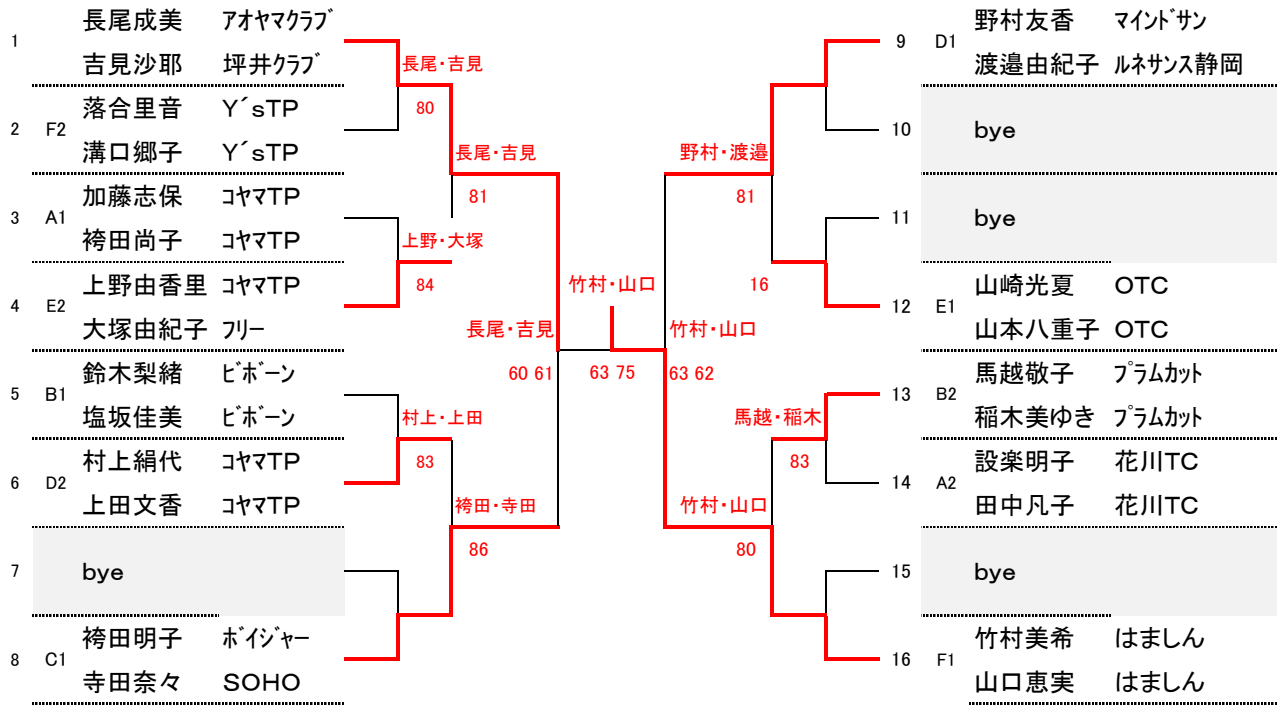 1 長尾成美 アオヤマクラブ
吉見沙耶 坪井クラブ
2 F2 落合里音 Y´sTP
溝口郷子 Y´sTP
3 A1 加藤志保 コヤマTP
袴田尚子 コヤマTP
4 E2 上野由香里 コヤマTP
大塚由紀子 フリー
5 B1 鈴木梨緒 ビボーン
塩坂佳美 ビボーン
6 D2 村上絹代 コヤマTP
上田文香 コヤマTP
7 bye
8 C1 袴田明子 ボイジャー
寺田奈々 SOHO
長尾・吉見
80
上野・大塚
84
村上・上田
83
長尾・吉見
81
袴田・寺田
86
長尾・吉見
60 61
竹村・山口
63 75
竹村・山口
63 62
野村・渡邉
81
竹村・山口
80
16
馬越・稲木
83
9 D1 野村友香 マインドサン
渡邉由紀子 ルネサンス静岡
10 bye
11 bye
12 E1 山崎光夏 OTC
山本八重子 OTC
13 B2 馬越敬子 プラムカット
稲木美ゆき プラムカット
14 A2 設楽明子 花川TC
田中凡子 花川TC
15 bye
16 F1 竹村美希 はましん
山口恵実 はましん